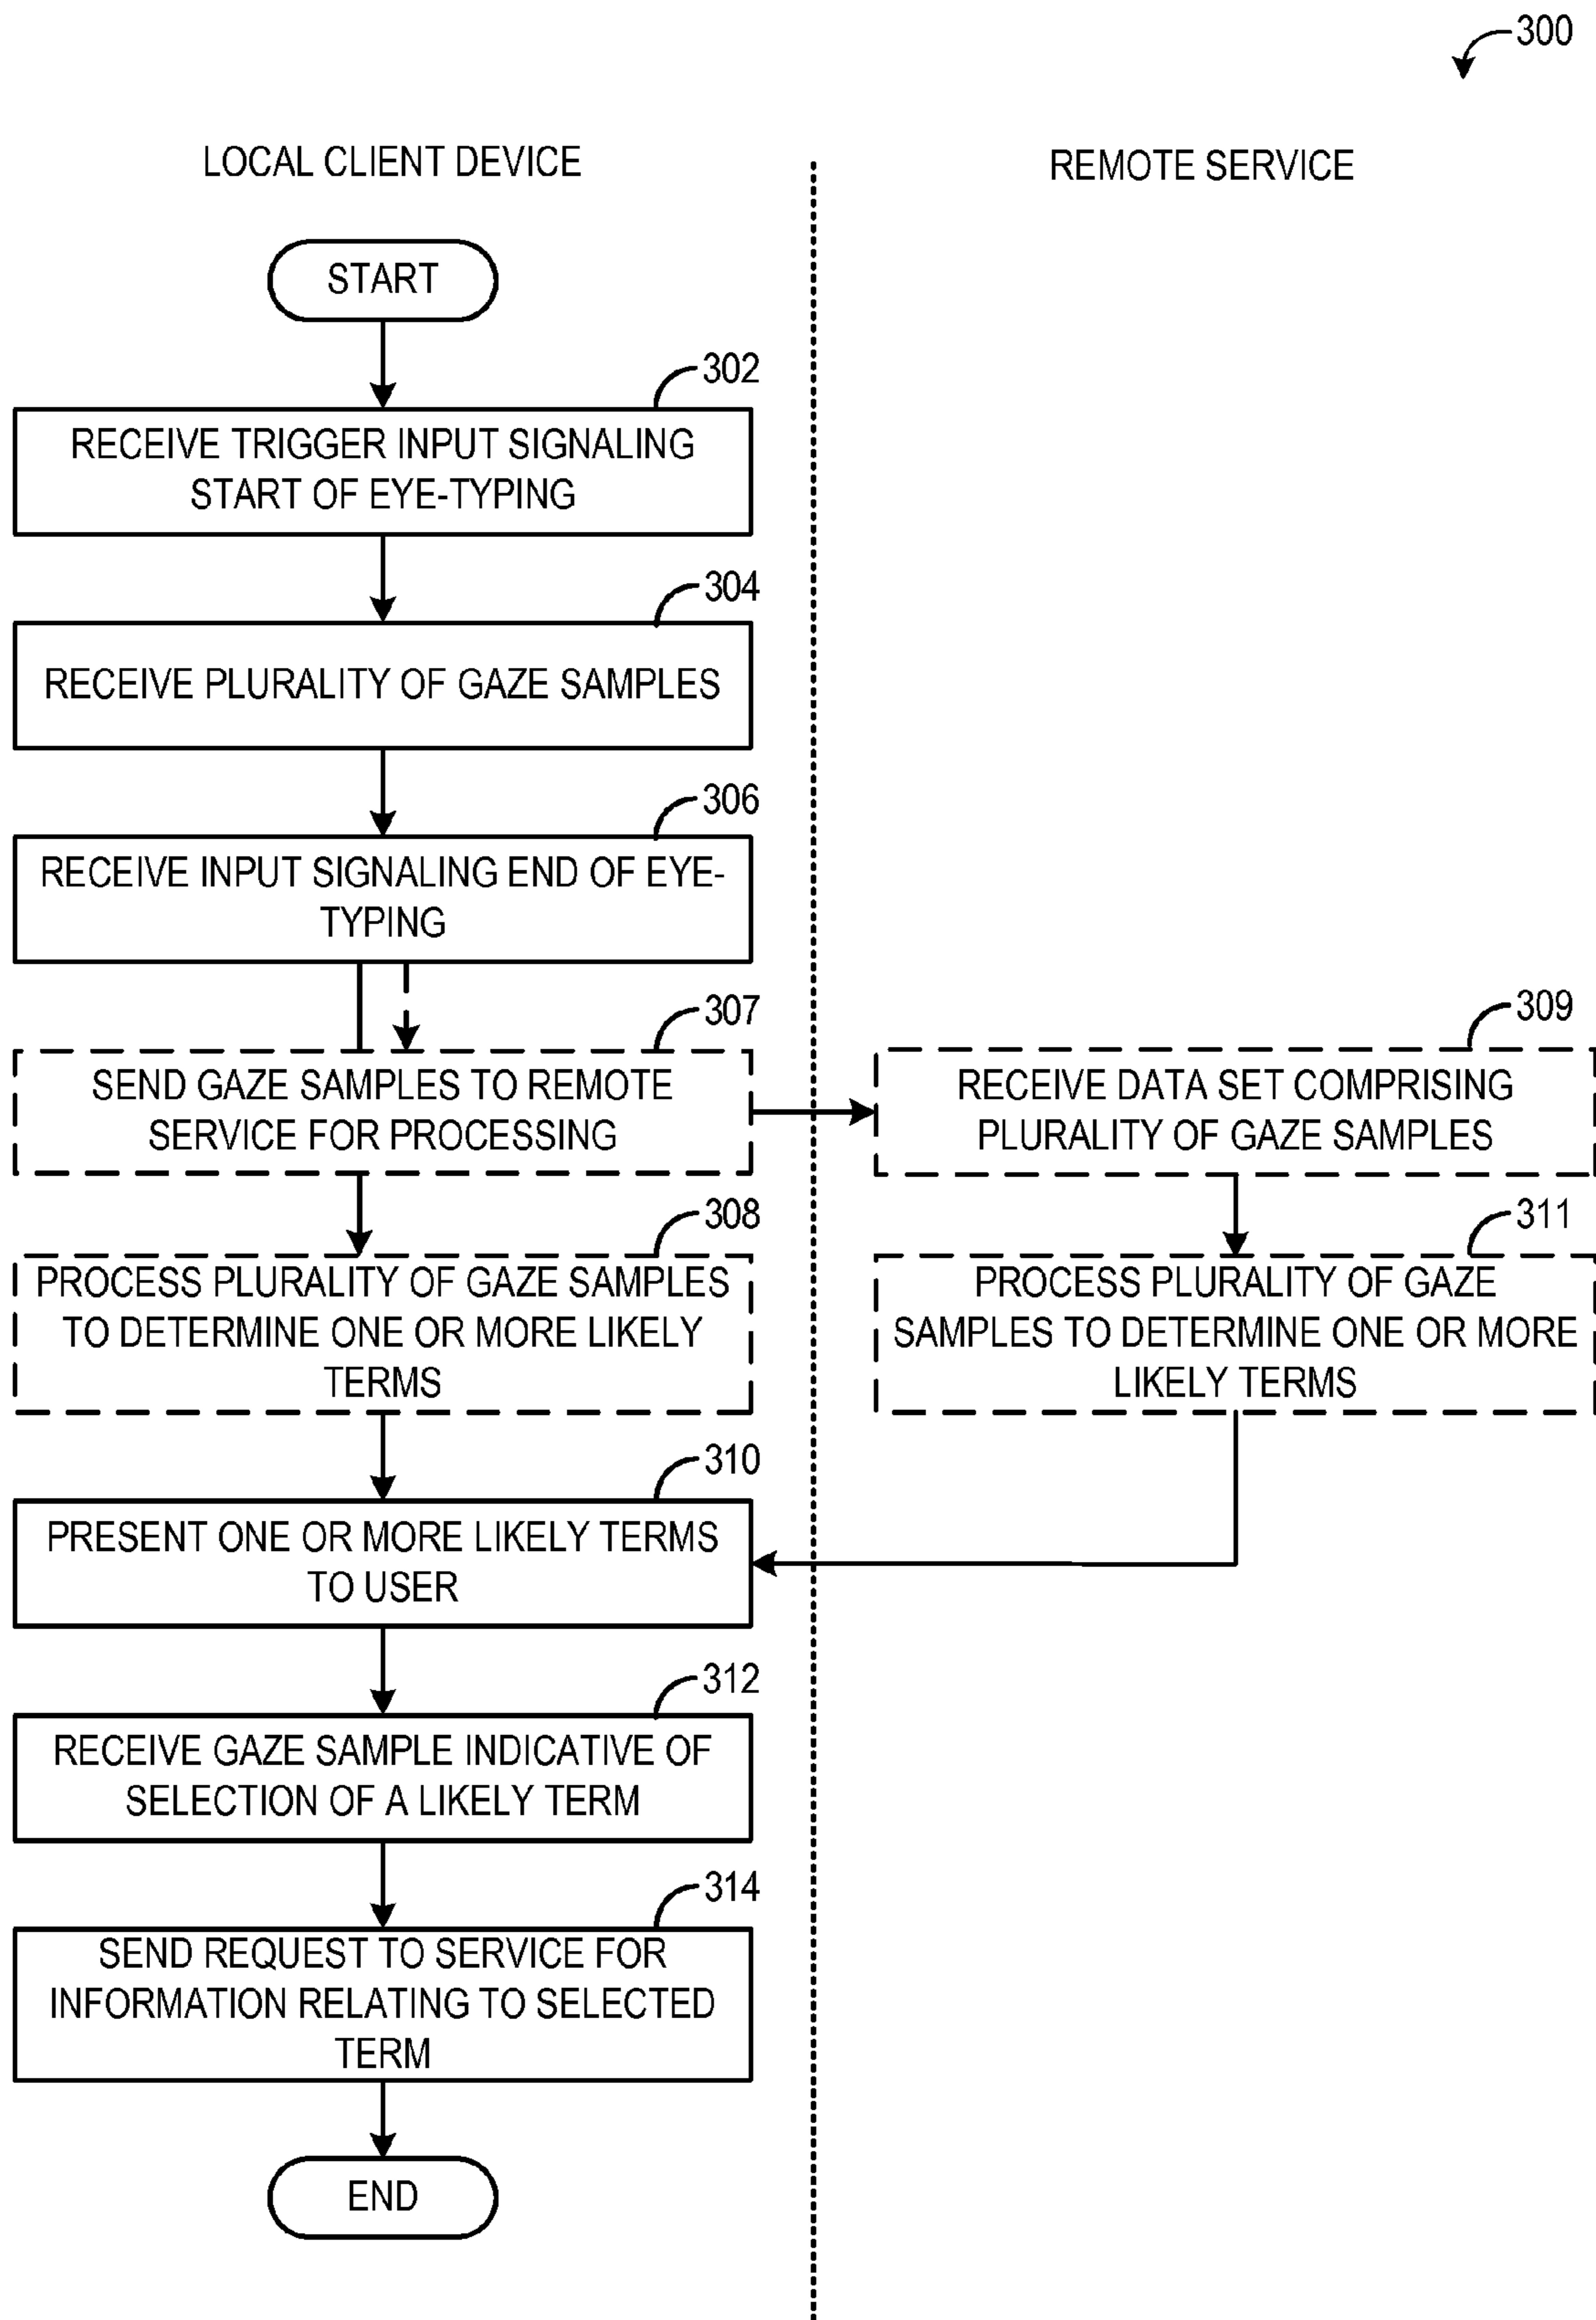 300
LOCAL CLIENT DEVICE
REMOTE SERVICE
START
302
RECEIVE TRIGGER INPUT SIGNALING
START OF EYE-TYPING
304
RECEIVE PLURALITY OF GAZE SAMPLES
306
RECEIVE INPUT SIGNALING END OF EYE-
TYPING
307
SEND GAZE SAMPLES TO REMOTE
SERVICE FOR PROCESSING
309
RECEIVE DATA SET COMPRISING
PLURALITY OF GAZE SAMPLES
308
PROCESS PLURALITY OF GAZE SAMPLES
TO DETERMINE ONE OR MORE LIKELY
TERMS
311
PROCESS PLURALITY OF GAZE
SAMPLES TO DETERMINE ONE OR MORE
LIKELY TERMS
310
PRESENT ONE OR MORE LIKELY TERMS
TO USER
312
RECEIVE GAZE SAMPLE INDICATIVE OF
SELECTION OF A LIKELY TERM
314
SEND REQUEST TO SERVICE FOR
INFORMATION RELATING TO SELECTED
TERM
END